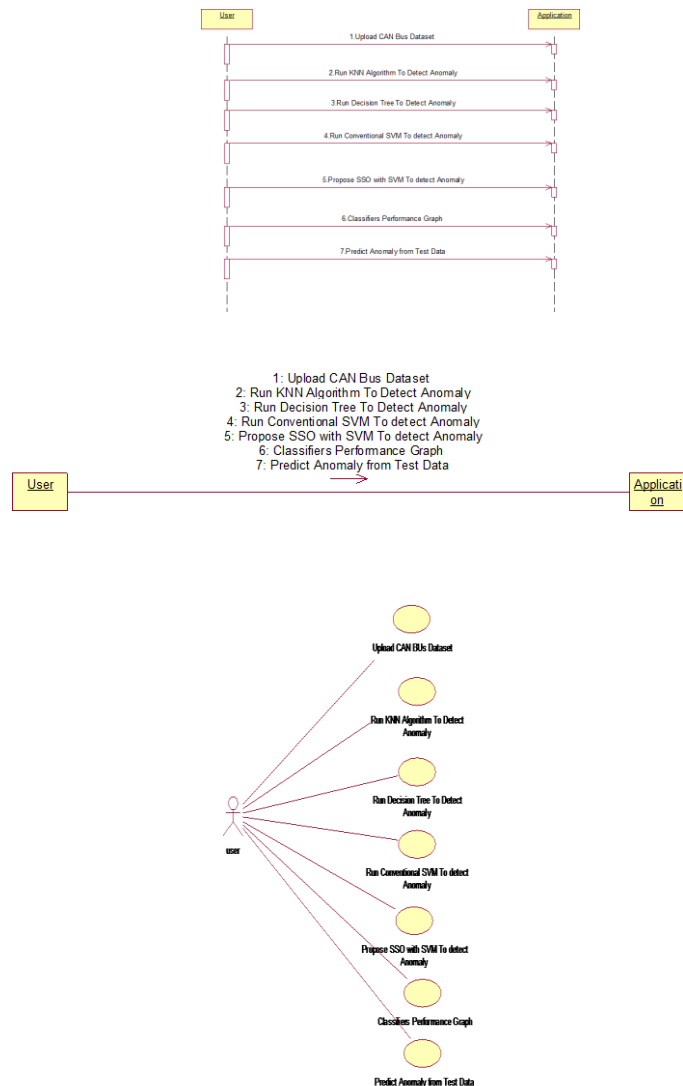 User
Application
1.Upload CAN Bus Dataset
2.Run KNN Algorithm To Detect Anomaly
3.Run Decision Tree To Detect Anomaly
4.Run Conventional SVM To detect Anomaly
5.Propose SSO with SVM To detect Anomaly
6.Classifiers Performance Graph
7.Predict Anomaly from Test Data
1: Upload CAN Bus Dataset
2: Run KNN Algorithm To Detect Anomaly
3: Run Decision Tree To Detect Anomaly
4: Run Conventional SVM To detect Anomaly
5: Propose SSO with SVM To detect Anomaly
6: Classifiers Performance Graph
7: Predict Anomaly from Test Data
User
Applicati
on
Upload CAN BUs Dataset
Run KNN Algorithm To Detect
Anomaly
Run Decision Tree To Detect
Anomaly
user
Run Conventional SVM To detect
Anomaly
Propose SSO with SVM To detect
Anomaly
Classifiers Performance Graph
Predict Anomaly from Test Data